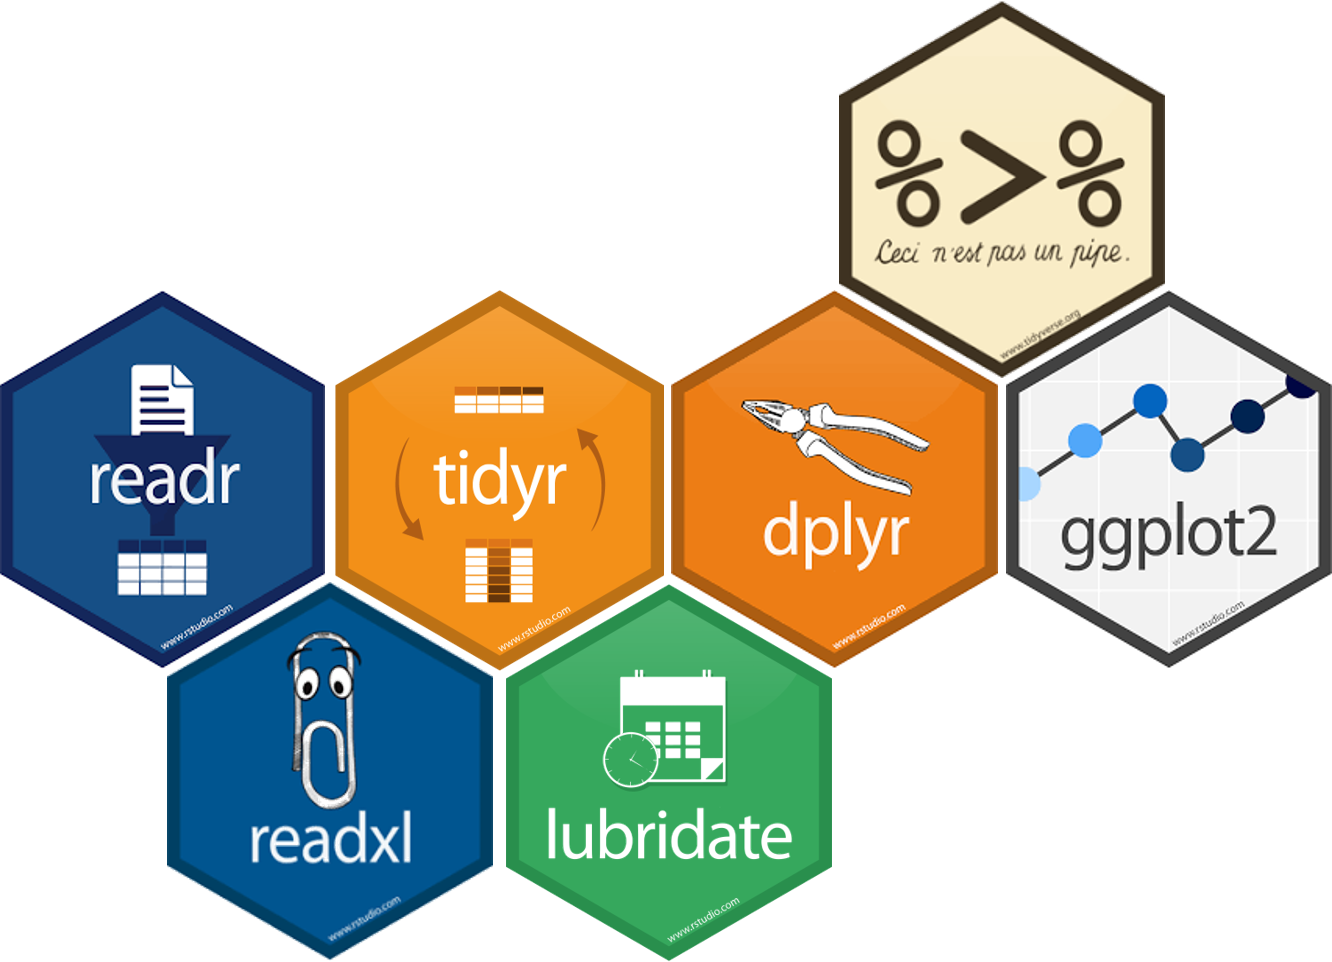 %>%
Ceci n'est pas un pipe.
www.tidyverse.org
readr
www.rstudio.com
tidyr
www.rstudio.com
dplyr
www.rstudio.com
ggplot2
www.rstudio.com
readxl
www.rstudio.com
lubridate
www.rstudio.com